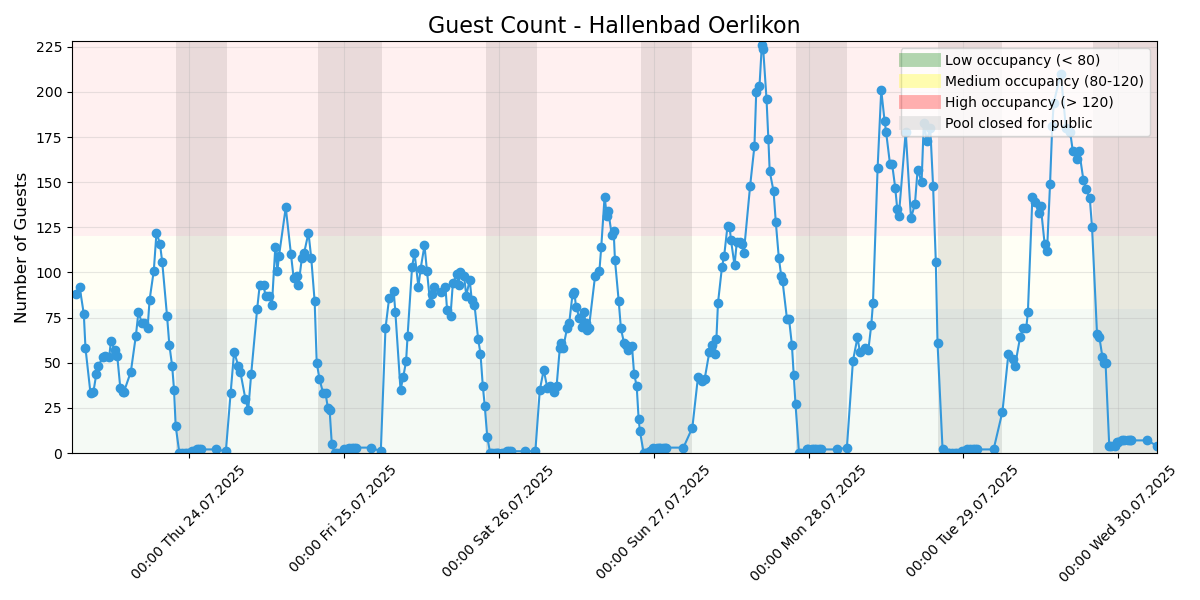 Guest Count - Hallenbad Oerlikon
Number of Guests
225
200
175
150
125
100
75
50
25
0
Low occupancy (< 80)
Medium occupancy (80-120)
High occupancy (> 120)
Pool closed for public
00:00 Thu 24.07.2025
00:00 Fri 25.07.2025
00:00 Sat 26.07.2025
00:00 Sun 27.07.2025
00:00 Mon 28.07.2025
00:00 Tue 29.07.2025
00:00 Wed 30.07.2025